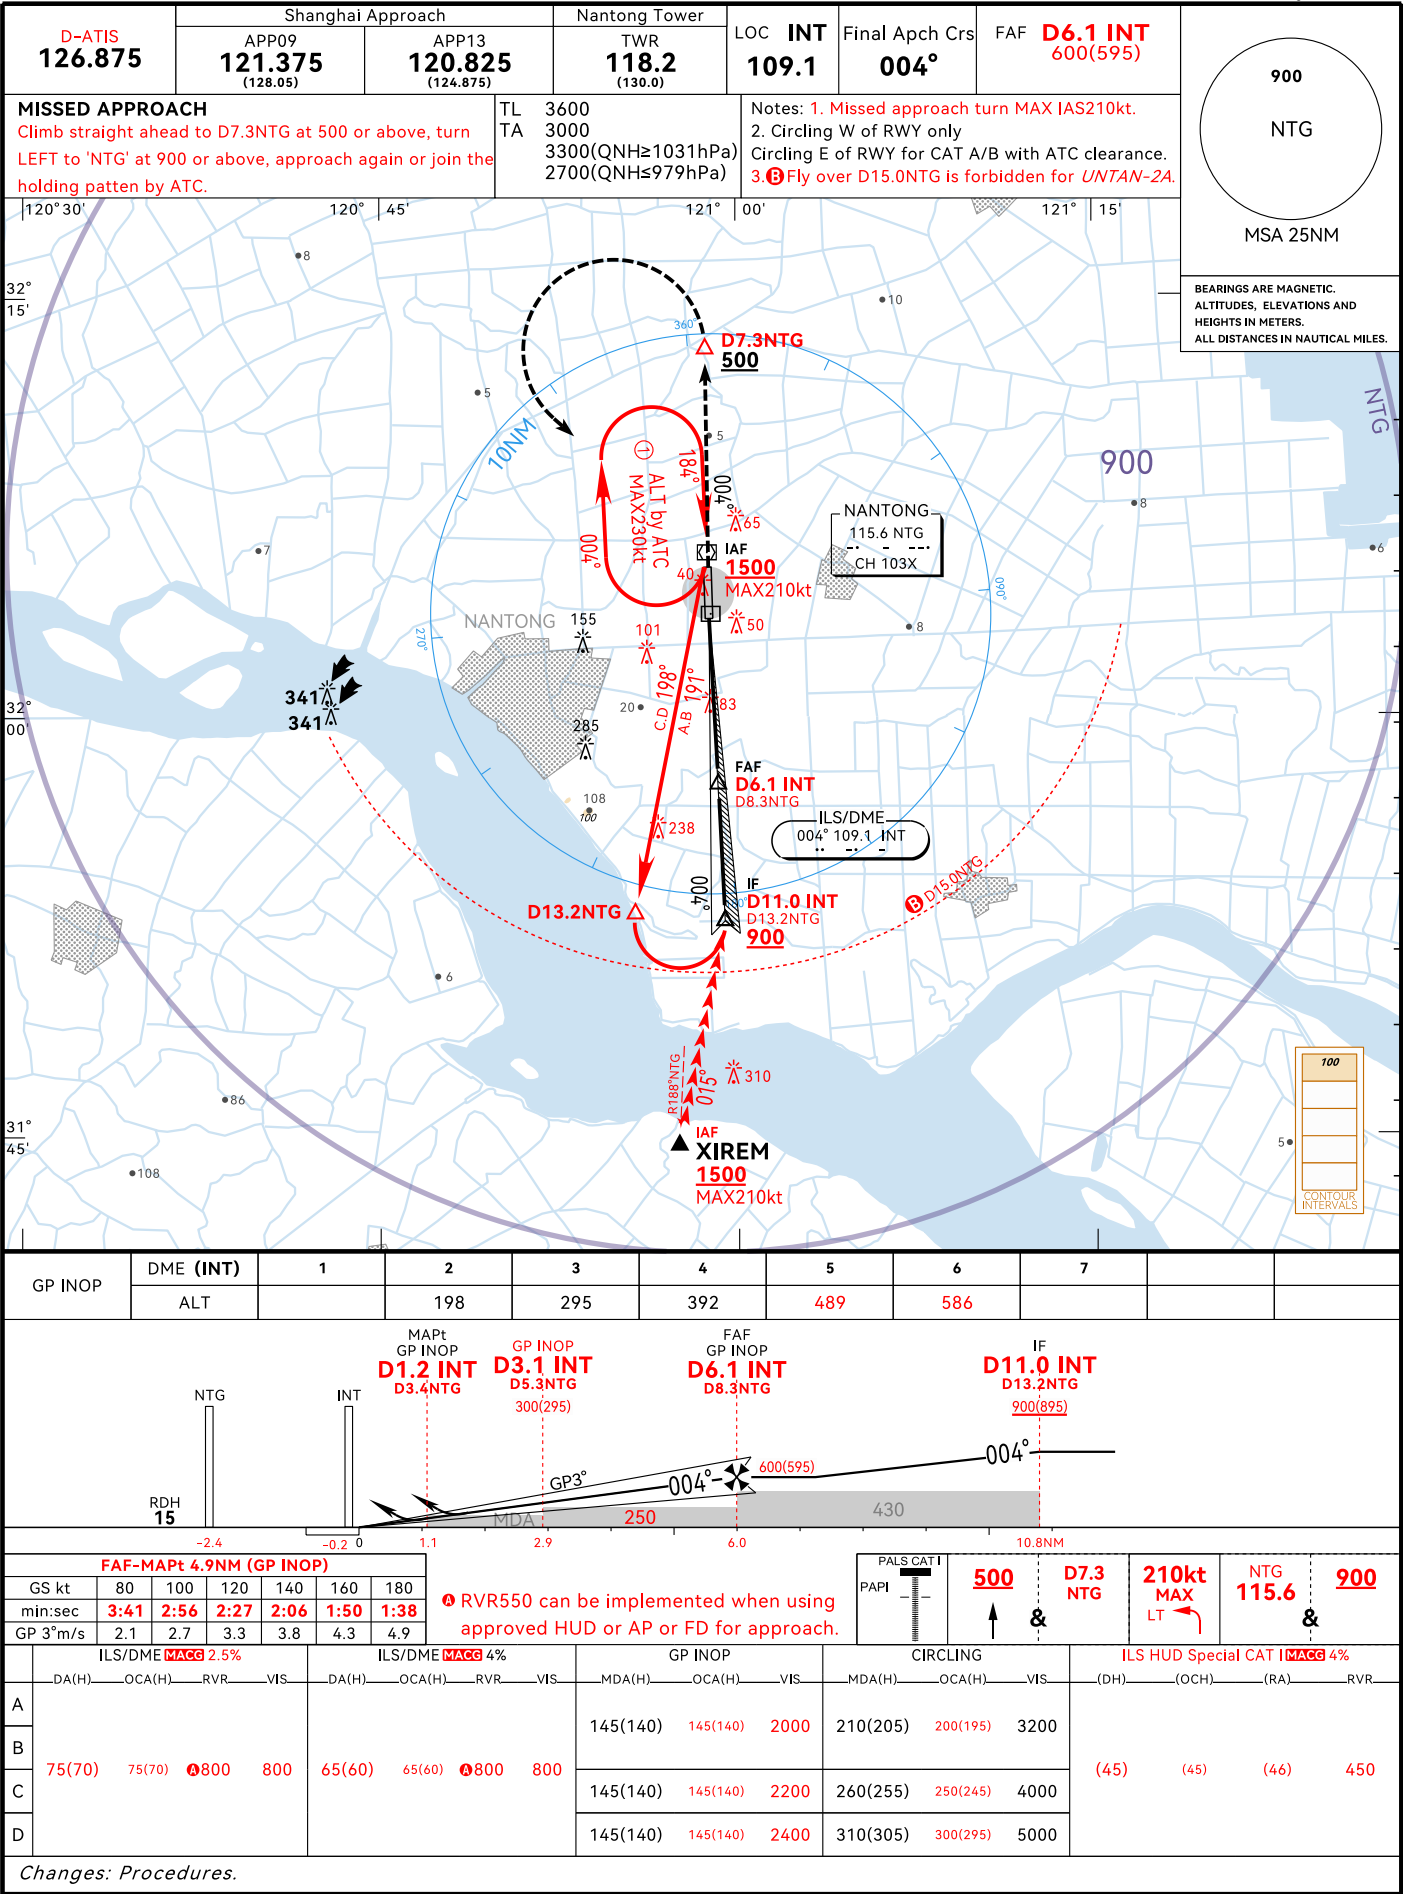 D-ATIS
126.875
Shanghai Approach
APP09
121.375
(128.05)
APP13
120.825
(124.875)
Nantong Tower
TWR
118.2
(130.0)
LOC INT
109.1
Final Apch Crs
004°
FAF D6.1 INT
600(595)
MISSED APPROACH
Climb straight ahead to D7.3NTG at 500 or above, turn
LEFT to 'NTG' at 900 or above, approach again or join the
holding patten by ATC.
TL 3600
TA 3000
3300(QNH≥1031hPa)
2700(QNH≤979hPa)
Notes: 1. Missed approach turn MAX IAS210kt.
2. Circling W of RWY only
Circling E of RWY for CAT A/B with ATC clearance.
3. B Fly over D15.0NTG is forbidden for UNTAN-2A.
900
NTG
MSA 25NM
BEARINGS ARE MAGNETIC.
ALTITUDES, ELEVATIONS AND
HEIGHTS IN METERS.
ALL DISTANCES IN NAUTICAL MILES.
120°30'
120° 45'
121° 00'
121° 15'
32°
15'
8
10
360°
D7.3NTG
500
5
NTG
10NM
5
① ALT by ATC
MAX230kt
184°
004°
900
65
8
NANTONG
115.6 NTG
CH 103X
7
6
004°
IAF
1500
MAX210kt
40
090°
NANTONG
155
101
50
8
270°
341
341
C.D 198°
A.B 191°
83
20
32°
00'
285
FAF
D6.1 INT
D8.3NTG
108
100
238
ILS/DME
004° 109.1 INT
004°
IF
D11.0 INT
D13.2NTG
900
B D15.0NTG
D13.2NTG
6
R188°NTG
015°
310
86
100
CONTOUR
INTERVALS
31°
45'
IAF
XIREM
1500
MAX210kt
5
108
GP INOP
DME (INT) 1 2 3 4 5 6 7
ALT 198 295 392 489 586
MAPt
GP INOP
D1.2 INT
D3.4NTG
GP INOP
D3.1 INT
D5.3NTG
300(295)
FAF
GP INOP
D6.1 INT
D8.3NTG
IF
D11.0 INT
D13.2NTG
900(895)
NTG
INT
004°
600(595)
GP3°
004°
RDH
15
MDA
250
430
-2.4 -0.2 0 1.1 2.9 6.0 10.8NM
FAF-MAPt 4.9NM (GP INOP)
GS kt 80 100 120 140 160 180
min:sec 3:41 2:56 2:27 2:06 1:50 1:38
GP 3°m/s 2.1 2.7 3.3 3.8 4.3 4.9
A RVR550 can be implemented when using
approved HUD or AP or FD for approach.
PALS CAT I
PAPI
500
&
D7.3
NTG
210kt
MAX
LT
NTG
115.6
&
900
ILS/DME MACG 2.5%
DA(H) OCA(H) RVR VIS
ILS/DME MACG 4%
DA(H) OCA(H) RVR VIS
GP INOP
MDA(H) OCA(H) VIS
CIRCLING
MDA(H) OCA(H) VIS
ILS HUD Special CAT I MACG 4%
(DH) (OCH) (RA) RVR
A
B
C
D
75(70) 75(70) A800 800
65(60) 65(60) A800 800
145(140) 145(140) 2000
145(140) 145(140) 2200
145(140) 145(140) 2400
210(205) 200(195) 3200
260(255) 250(245) 4000
310(305) 300(295) 5000
(45) (45) (46) 450
Changes: Procedures.